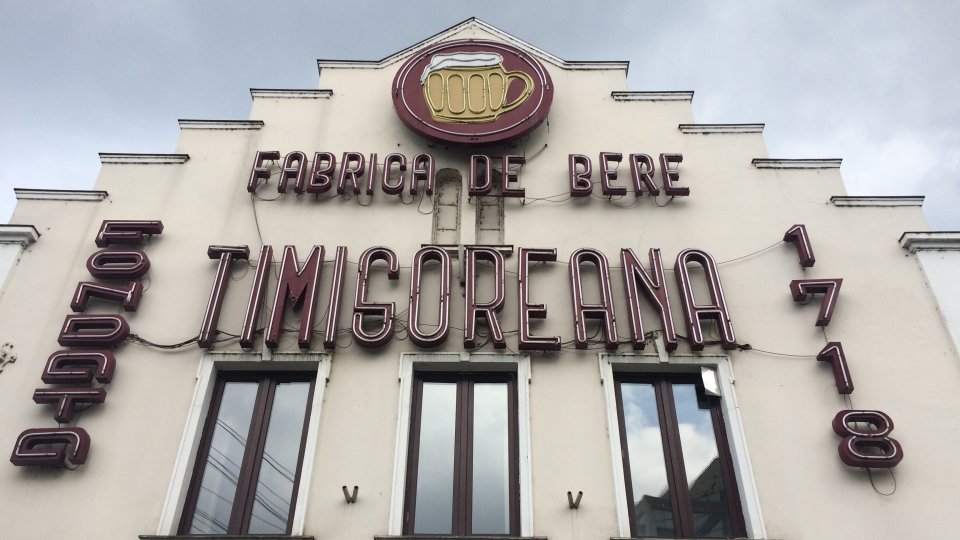 FABRICA DE BERE
TIMISOREANA
FONDATA
1718